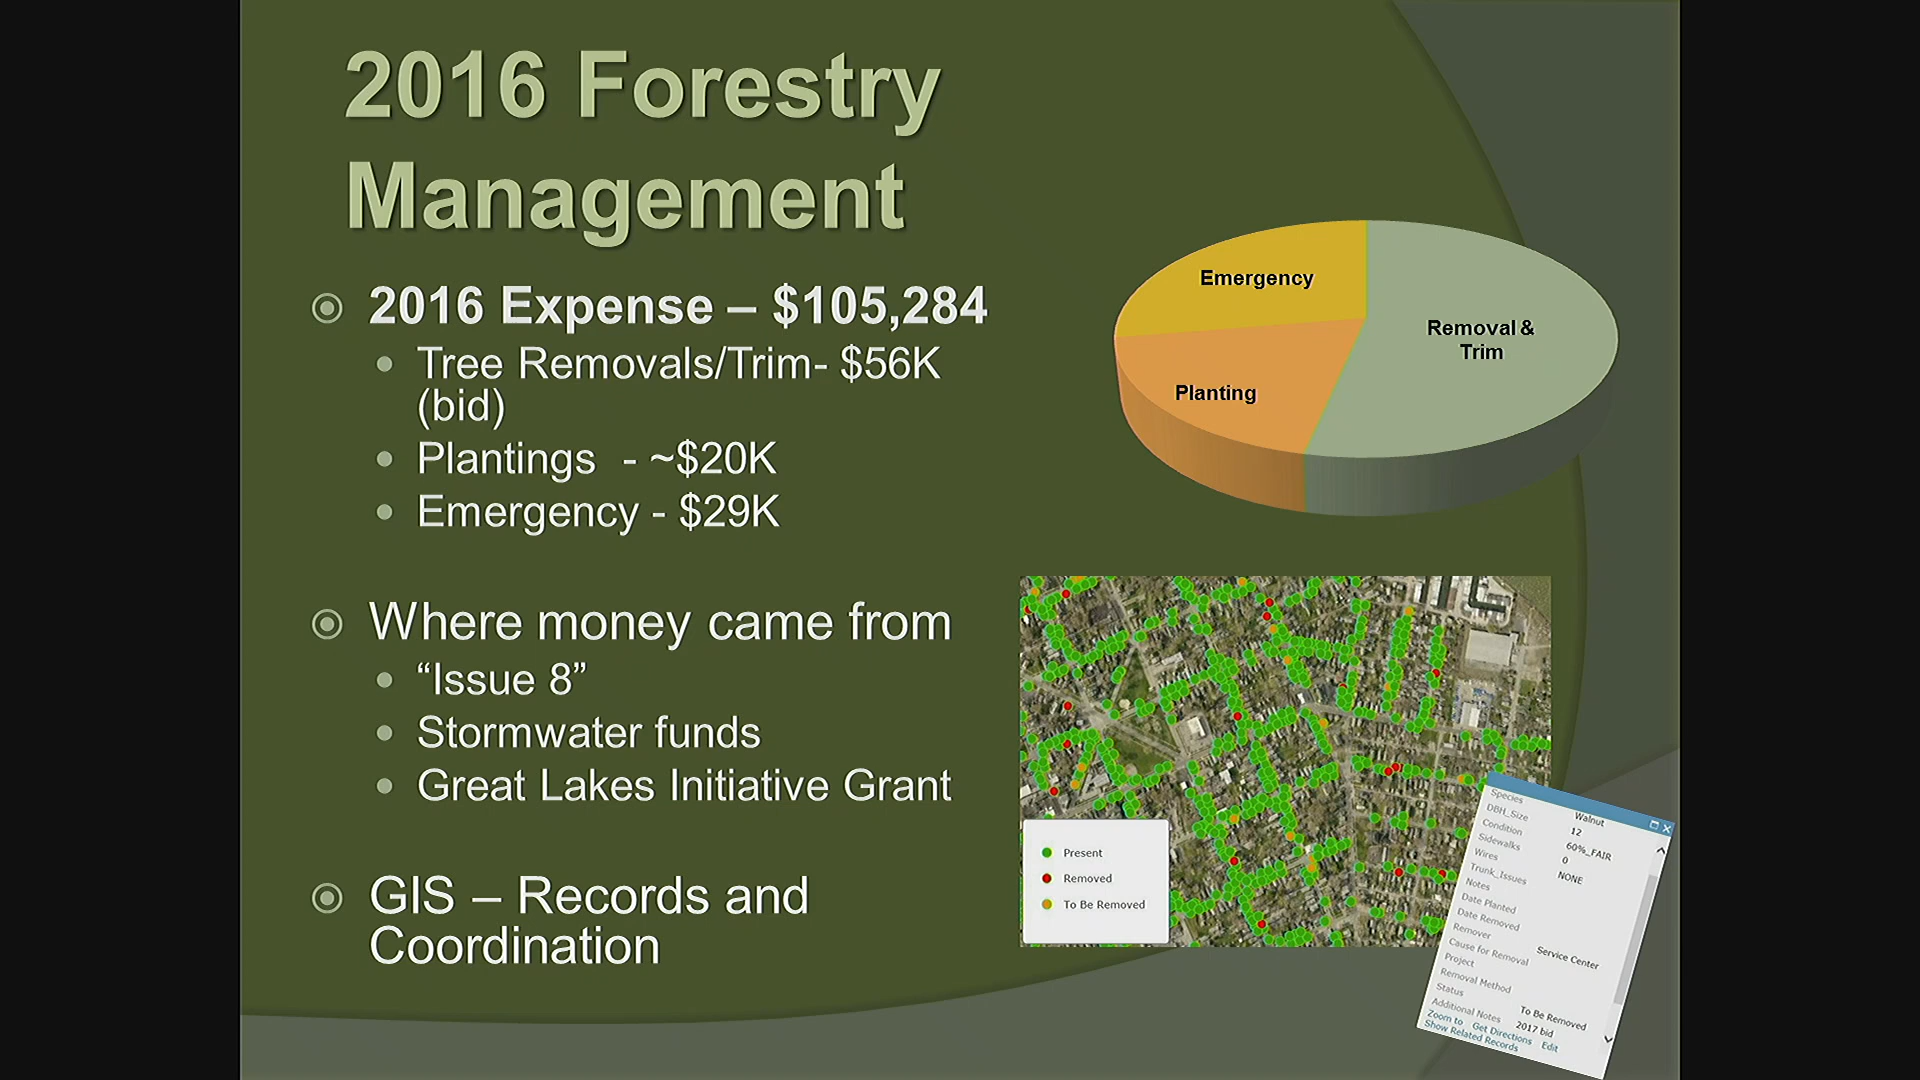 2016 Forestry
Management
2016 Expense – $105,284
Tree Removals/Trim- $56K
(bid)
Plantings - ~$20K
Emergency - $29K
Where money came from
“Issue 8”
Stormwater funds
Great Lakes Initiative Grant
GIS – Records and
Coordination
Emergency
Removal &
Trim
Planting
Present
Removed
To Be Removed
Species Walnut
DBH_Size 12
Condition 60%_FAIR
Sidewalks 0
Wires NONE
Trunk_Issues
Notes
Date Planted
Date Removed
Remover Service Center
Cause for Removal
Project
Removal Method
Status To Be Removed
Additional Notes 2017 bid
Zoom to Get Directions Edit
Show Related Records